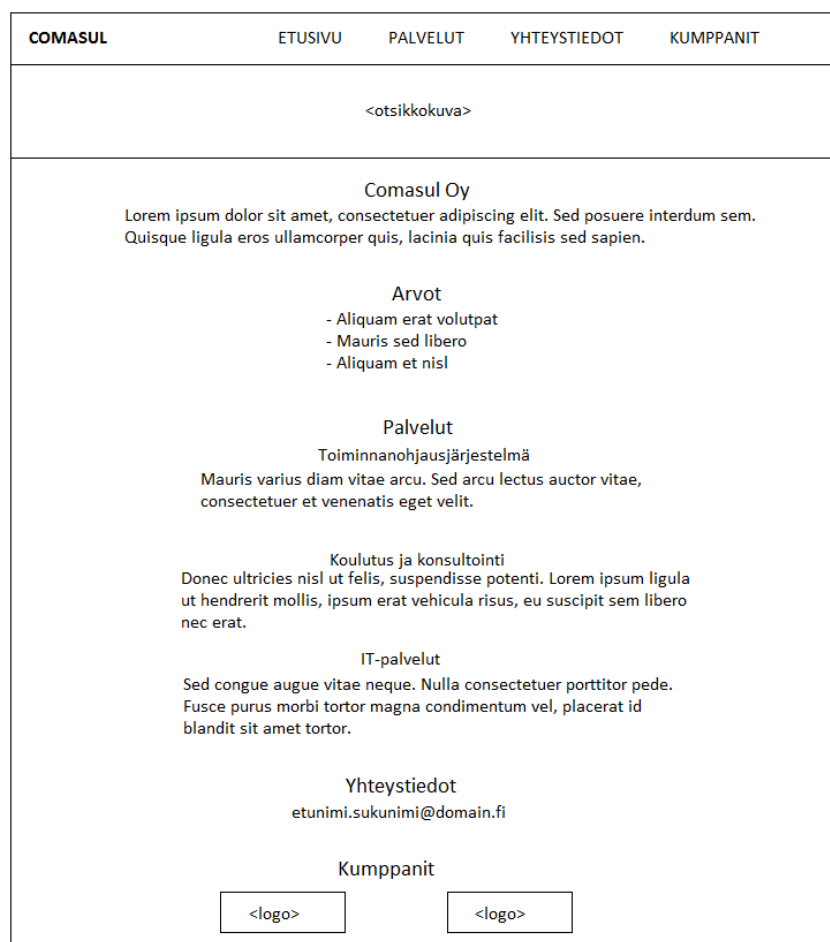 COMASUL ETUSIVU PALVELUT YHTEYSTIEDOT KUMPPANIT
<otsikkokuva>
Comasul Oy
Lorem ipsum dolor sit amet, consectetuer adipiscing elit. Sed posuere interdum sem.
Quisque ligula eros ullamcorper quis, lacinia quis facilisis sed sapien.
Arvot
- Aliquam erat volutpat
- Mauris sed libero
- Aliquam et nisl
Palvelut
Toiminnanohjausjärjestelmä
Mauris varius diam vitae arcu. Sed arcu lectus auctor vitae,
consectetuer et venenatis eget velit.
Koulutus ja konsultointi
Donec ultricies nisl ut felis, suspendisse potenti. Lorem ipsum ligula
ut hendrerit mollis, ipsum erat vehicula risus, eu suscipit sem libero
nec erat.
IT-palvelut
Sed congue augue vitae neque. Nulla consectetuer porttitor pede.
Fusce purus morbi tortor magna condimentum vel, placerat id
blandit sit amet tortor.
Yhteystiedot
etunimi.sukunimi@domain.fi
Kumppanit
<logo> <logo>